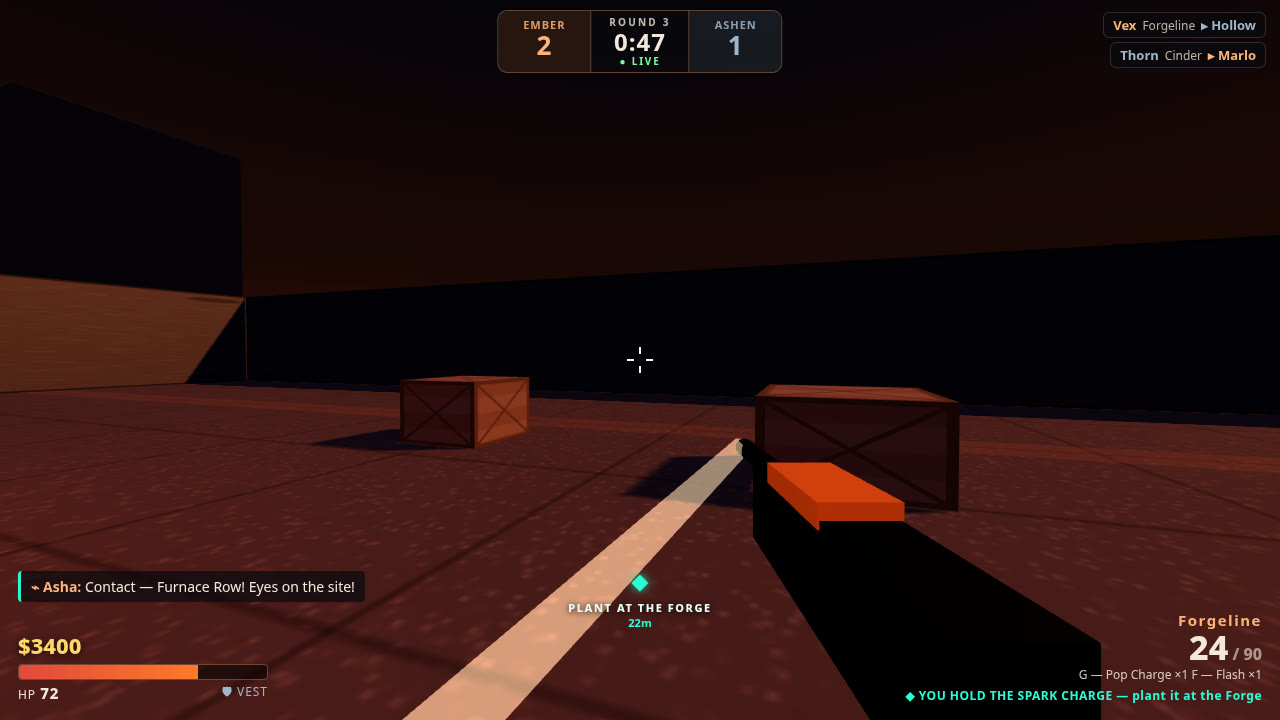 EMBER
2
ROUND 3
0:47
● LIVE
ASHEN
1
Vex Forgeline ▸ Hollow
Thorn Cinder ▸ Marlo
⌁ Asha: Contact — Furnace Row! Eyes on the site!
PLANT AT THE FORGE
22m
$3400
HP 72
VEST
Forgeline
24 / 90
G — Pop Charge ×1 F — Flash ×1
◆ YOU HOLD THE SPARK CHARGE — plant it at the Forge